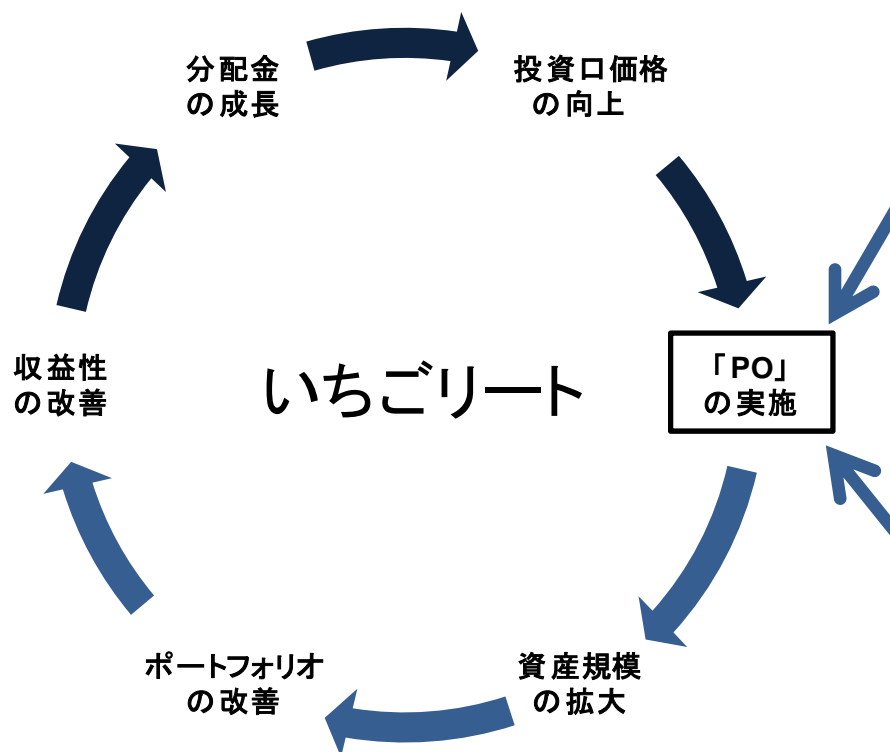 分配金
の成長
投資口価格
の向上
収益性
の改善
いちごリート
「PO」
の実施
ポートフォリオ
の改善
資産規模
の拡大